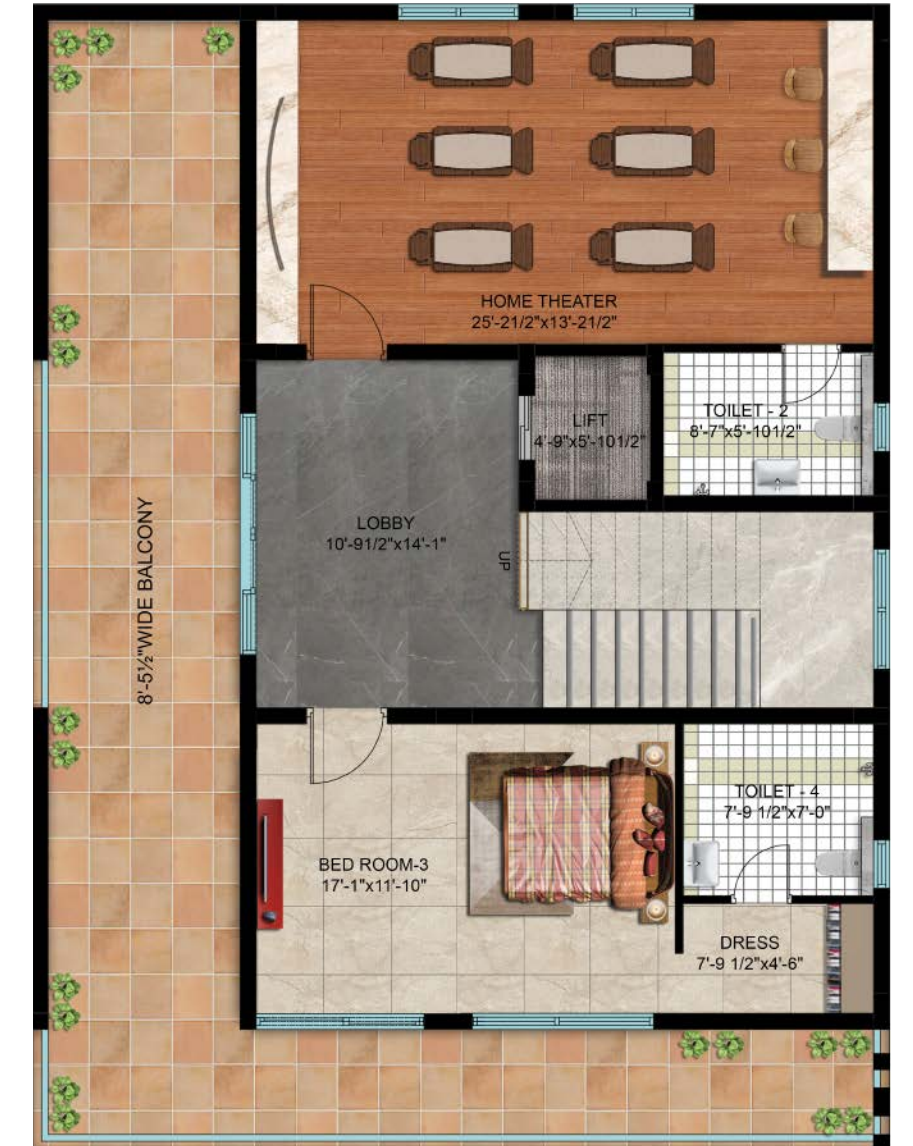 HOME THEATER
25'-21/2"x13'-21/2"
LIFT
4'-9"x5'-101/2"
TOILET - 2
8'-7"x5'-101/2"
LOBBY
10'-91/2"x14'-1"
UP
8'-5½"WIDE BALCONY
BED ROOM-3
17'-1"x11'-10"
TOILET - 4
7'-9 1/2"x7'-0"
DRESS
7'-9 1/2"x4'-6"